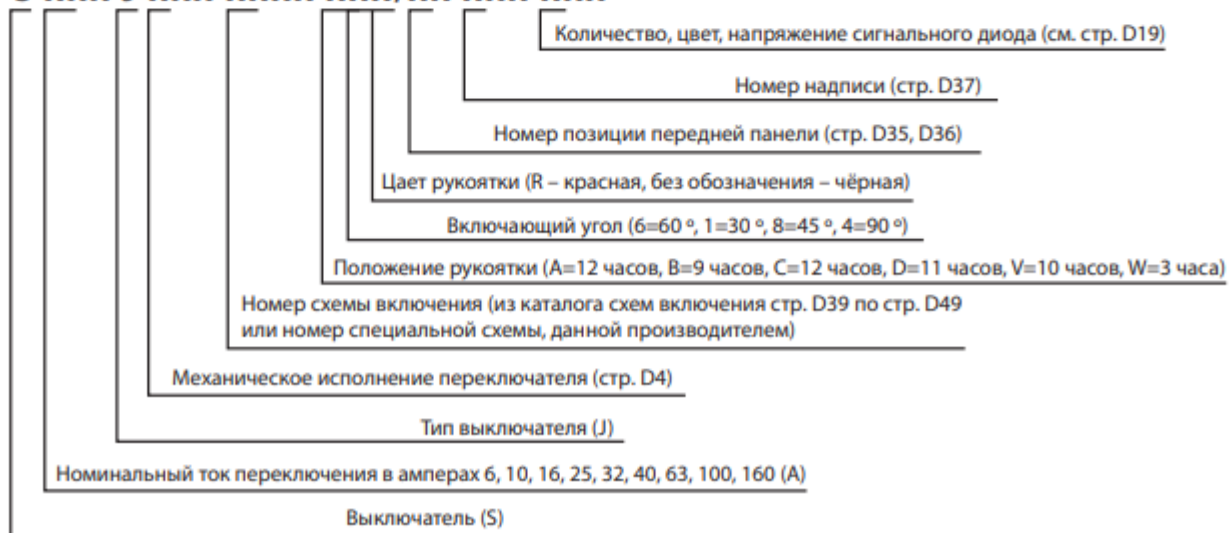 Количество, цвет, напряжение сигнального диода (см. стр. D19)
Номер надписи (стр. D37)
Номер позиции передней панели (стр. D35, D36)
Цает рукоятки (R – красная, без обозначения – чёрная)
Включающий угол (6=60 º, 1=30 º, 8=45 º, 4=90 º)
Положение рукоятки (A=12 часов, B=9 часов, C=12 часов, D=11 часов, V=10 часов, W=3 часа)
Номер схемы включения (из каталога схем включения стр. D39 по стр. D49
или номер специальной схемы, данной производителем)
Механическое исполнение переключателя (стр. D4)
Тип выключателя (J)
Номинальный ток переключения в амперах 6, 10, 16, 25, 32, 40, 63, 100, 160 (A)
Выключатель (S)